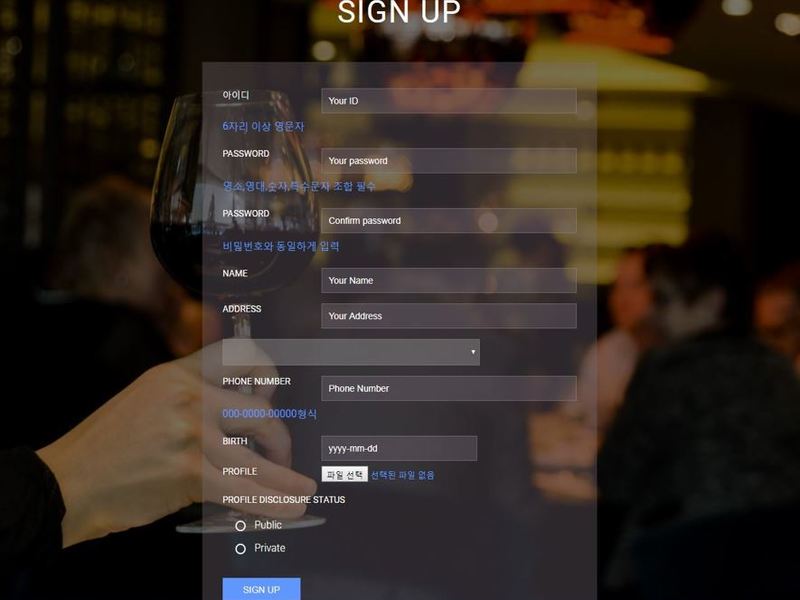 SIGN UP
아이디 Your ID
6자리 이상 영문자
PASSWORD Your password
영소,영대,숫자,특수문자 조합 필수
PASSWORD Confirm password
비밀번호와 동일하게 입력
NAME Your Name
ADDRESS Your Address
PHONE NUMBER Phone Number
000-0000-00000형식
BIRTH yyyy-mm-dd
PROFILE 파일 선택 선택된 파일 없음
PROFILE DISCLOSURE STATUS
Public
Private
SIGN UP